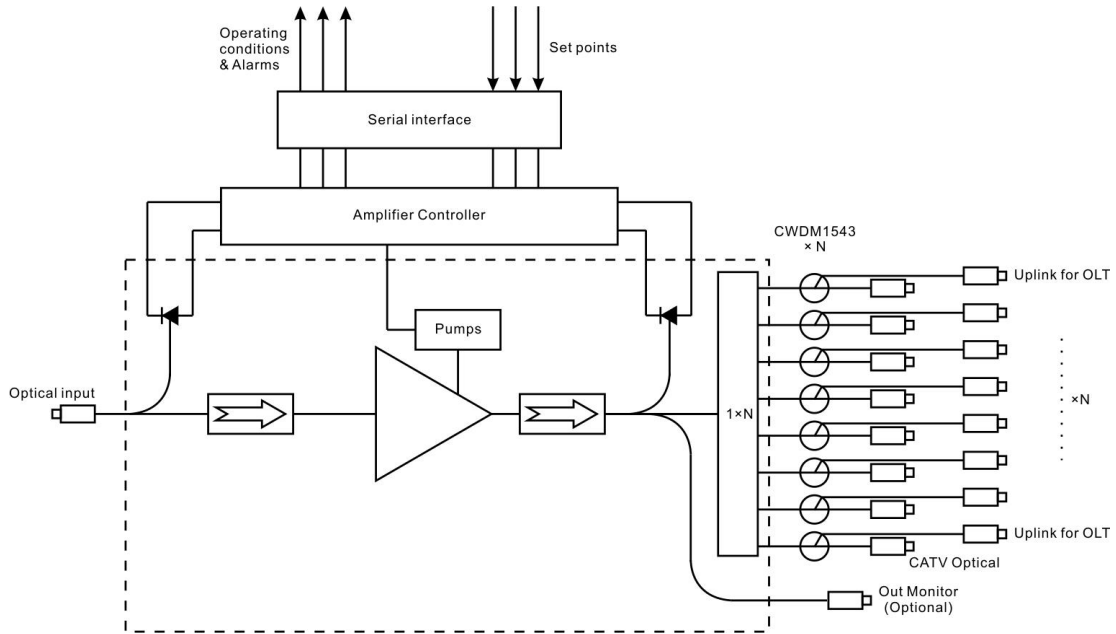 Operating
conditions
& Alarms
Set points
Serial interface
Amplifier Controller
CWDM1543
× N
Uplink for OLT
Pumps
Optical input
1×N
×N
Uplink for OLT
CATV Optical
Out Monitor
(Optional)